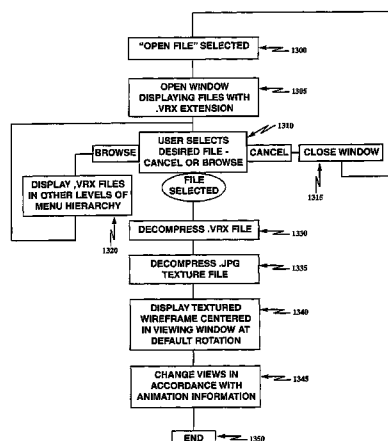 "OPEN FILE" SELECTED
1300
OPEN WINDOW
DISPLAYING FILES WITH
.VRX EXTENSION
1305
1310
USER SELECTS
DESIRED FILE -
CANCEL OR BROWSE
BROWSE
CANCEL
CLOSE WINDOW
1315
FILE
SELECTED
DISPLAY .VRX FILES
IN OTHER LEVELS OF
MENU HIERARCHY
1320
DECOMPRESS .VRX FILE
1330
DECOMPRESS .JPG
TEXTURE FILE
1335
DISPLAY TEXTURED
WIREFRAME CENTERED
IN VIEWING WINDOW AT
DEFAULT ROTATION
1340
CHANGE VIEWS IN
ACCORDANCE WITH
ANIMATION INFORMATION
1345
END
1350